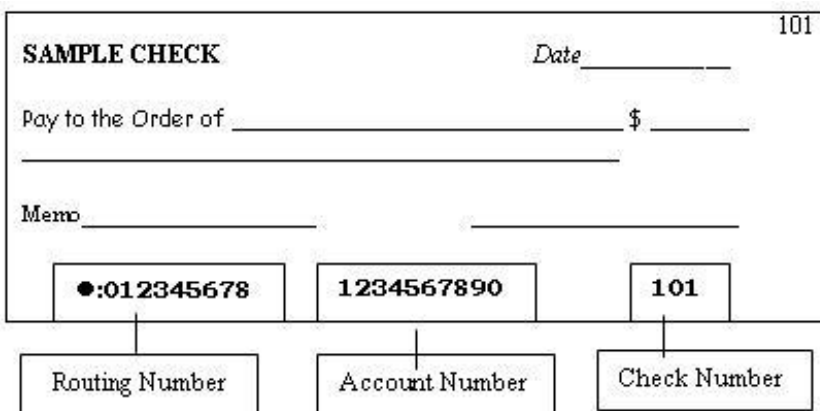 101
SAMPLE CHECK Date
Pay to the Order of $
Memo
●:012345678 1234567890 101
Routing Number Account Number Check Number